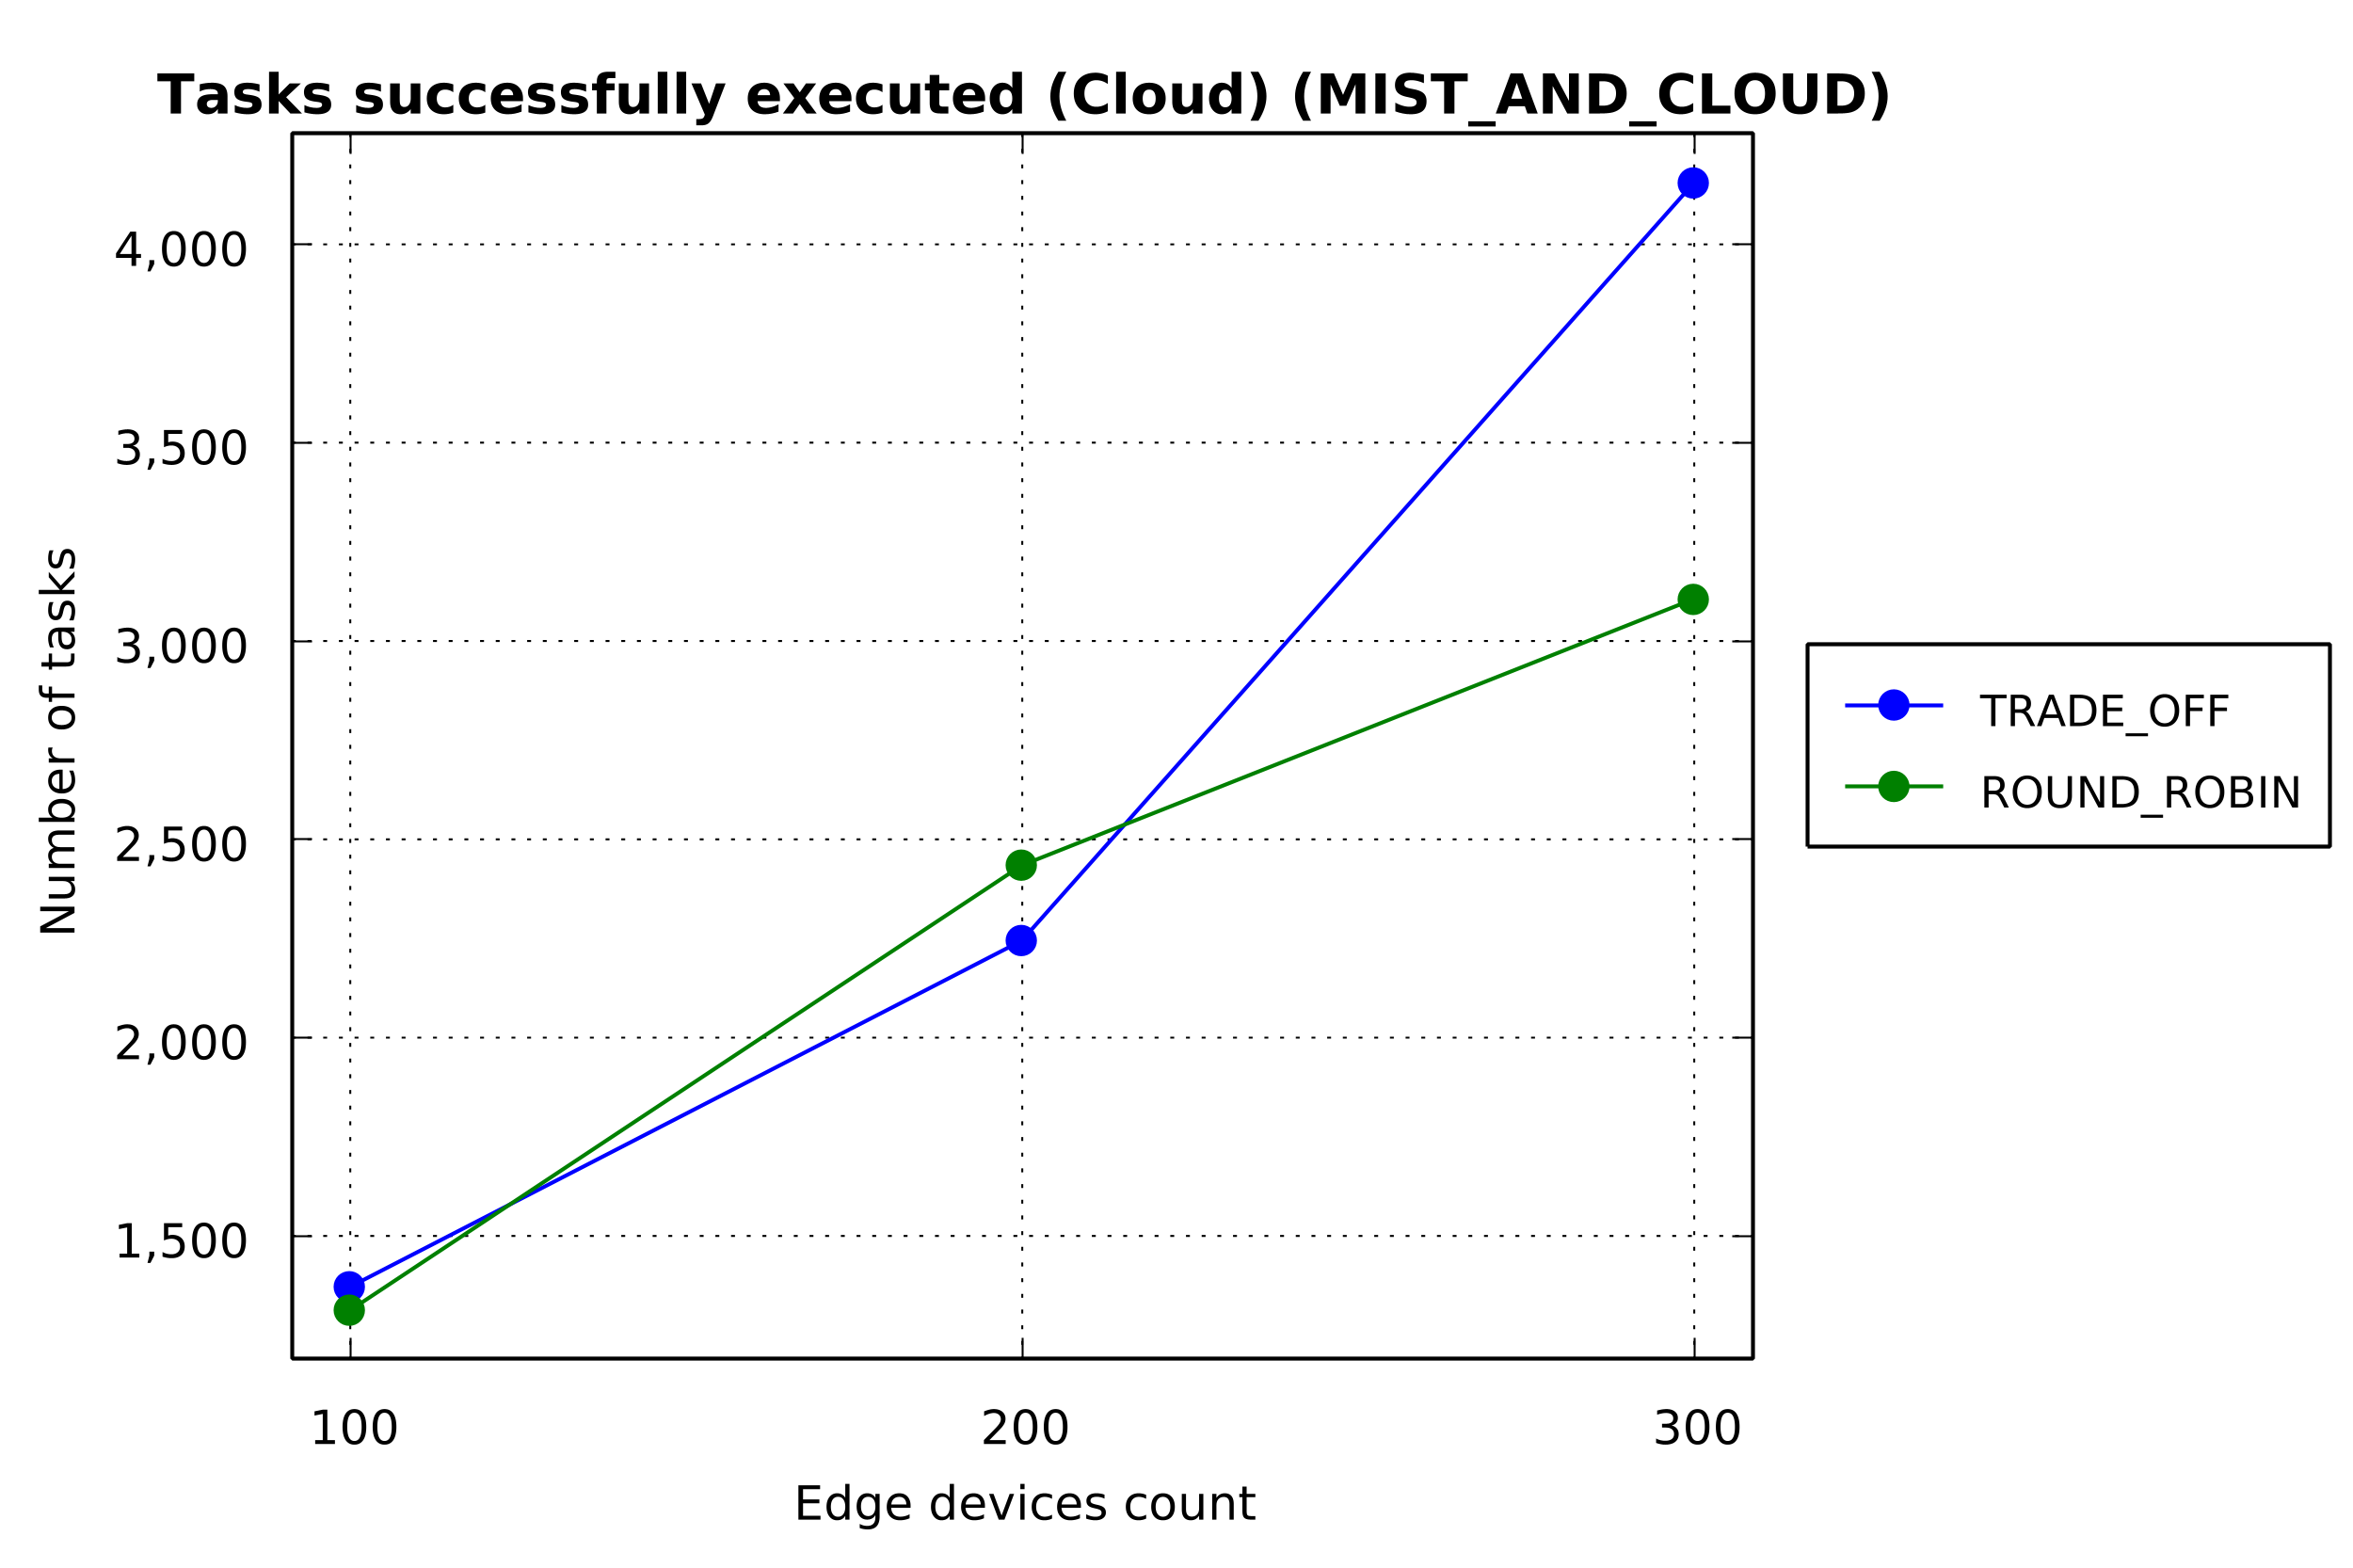 Tasks successfully executed (Cloud) (MIST_AND_CLOUD)
4,000
3,500
3,000
2,500
2,000
1,500
Number of tasks
100 200 300
Edge devices count
TRADE_OFF
ROUND_ROBIN